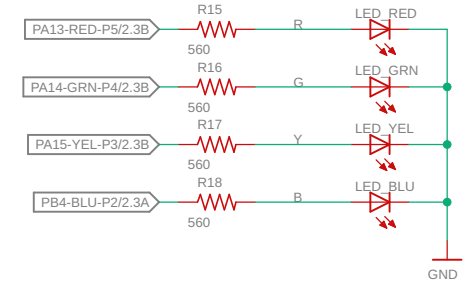 R15
LED_RED
PA13-RED-P5/2.3B
R
560
R16
LED_GRN
PA14-GRN-P4/2.3B
G
560
R17
LED_YEL
PA15-YEL-P3/2.3B
Y
560
R18
LED_BLU
PB4-BLU-P2/2.3A
B
560
GND